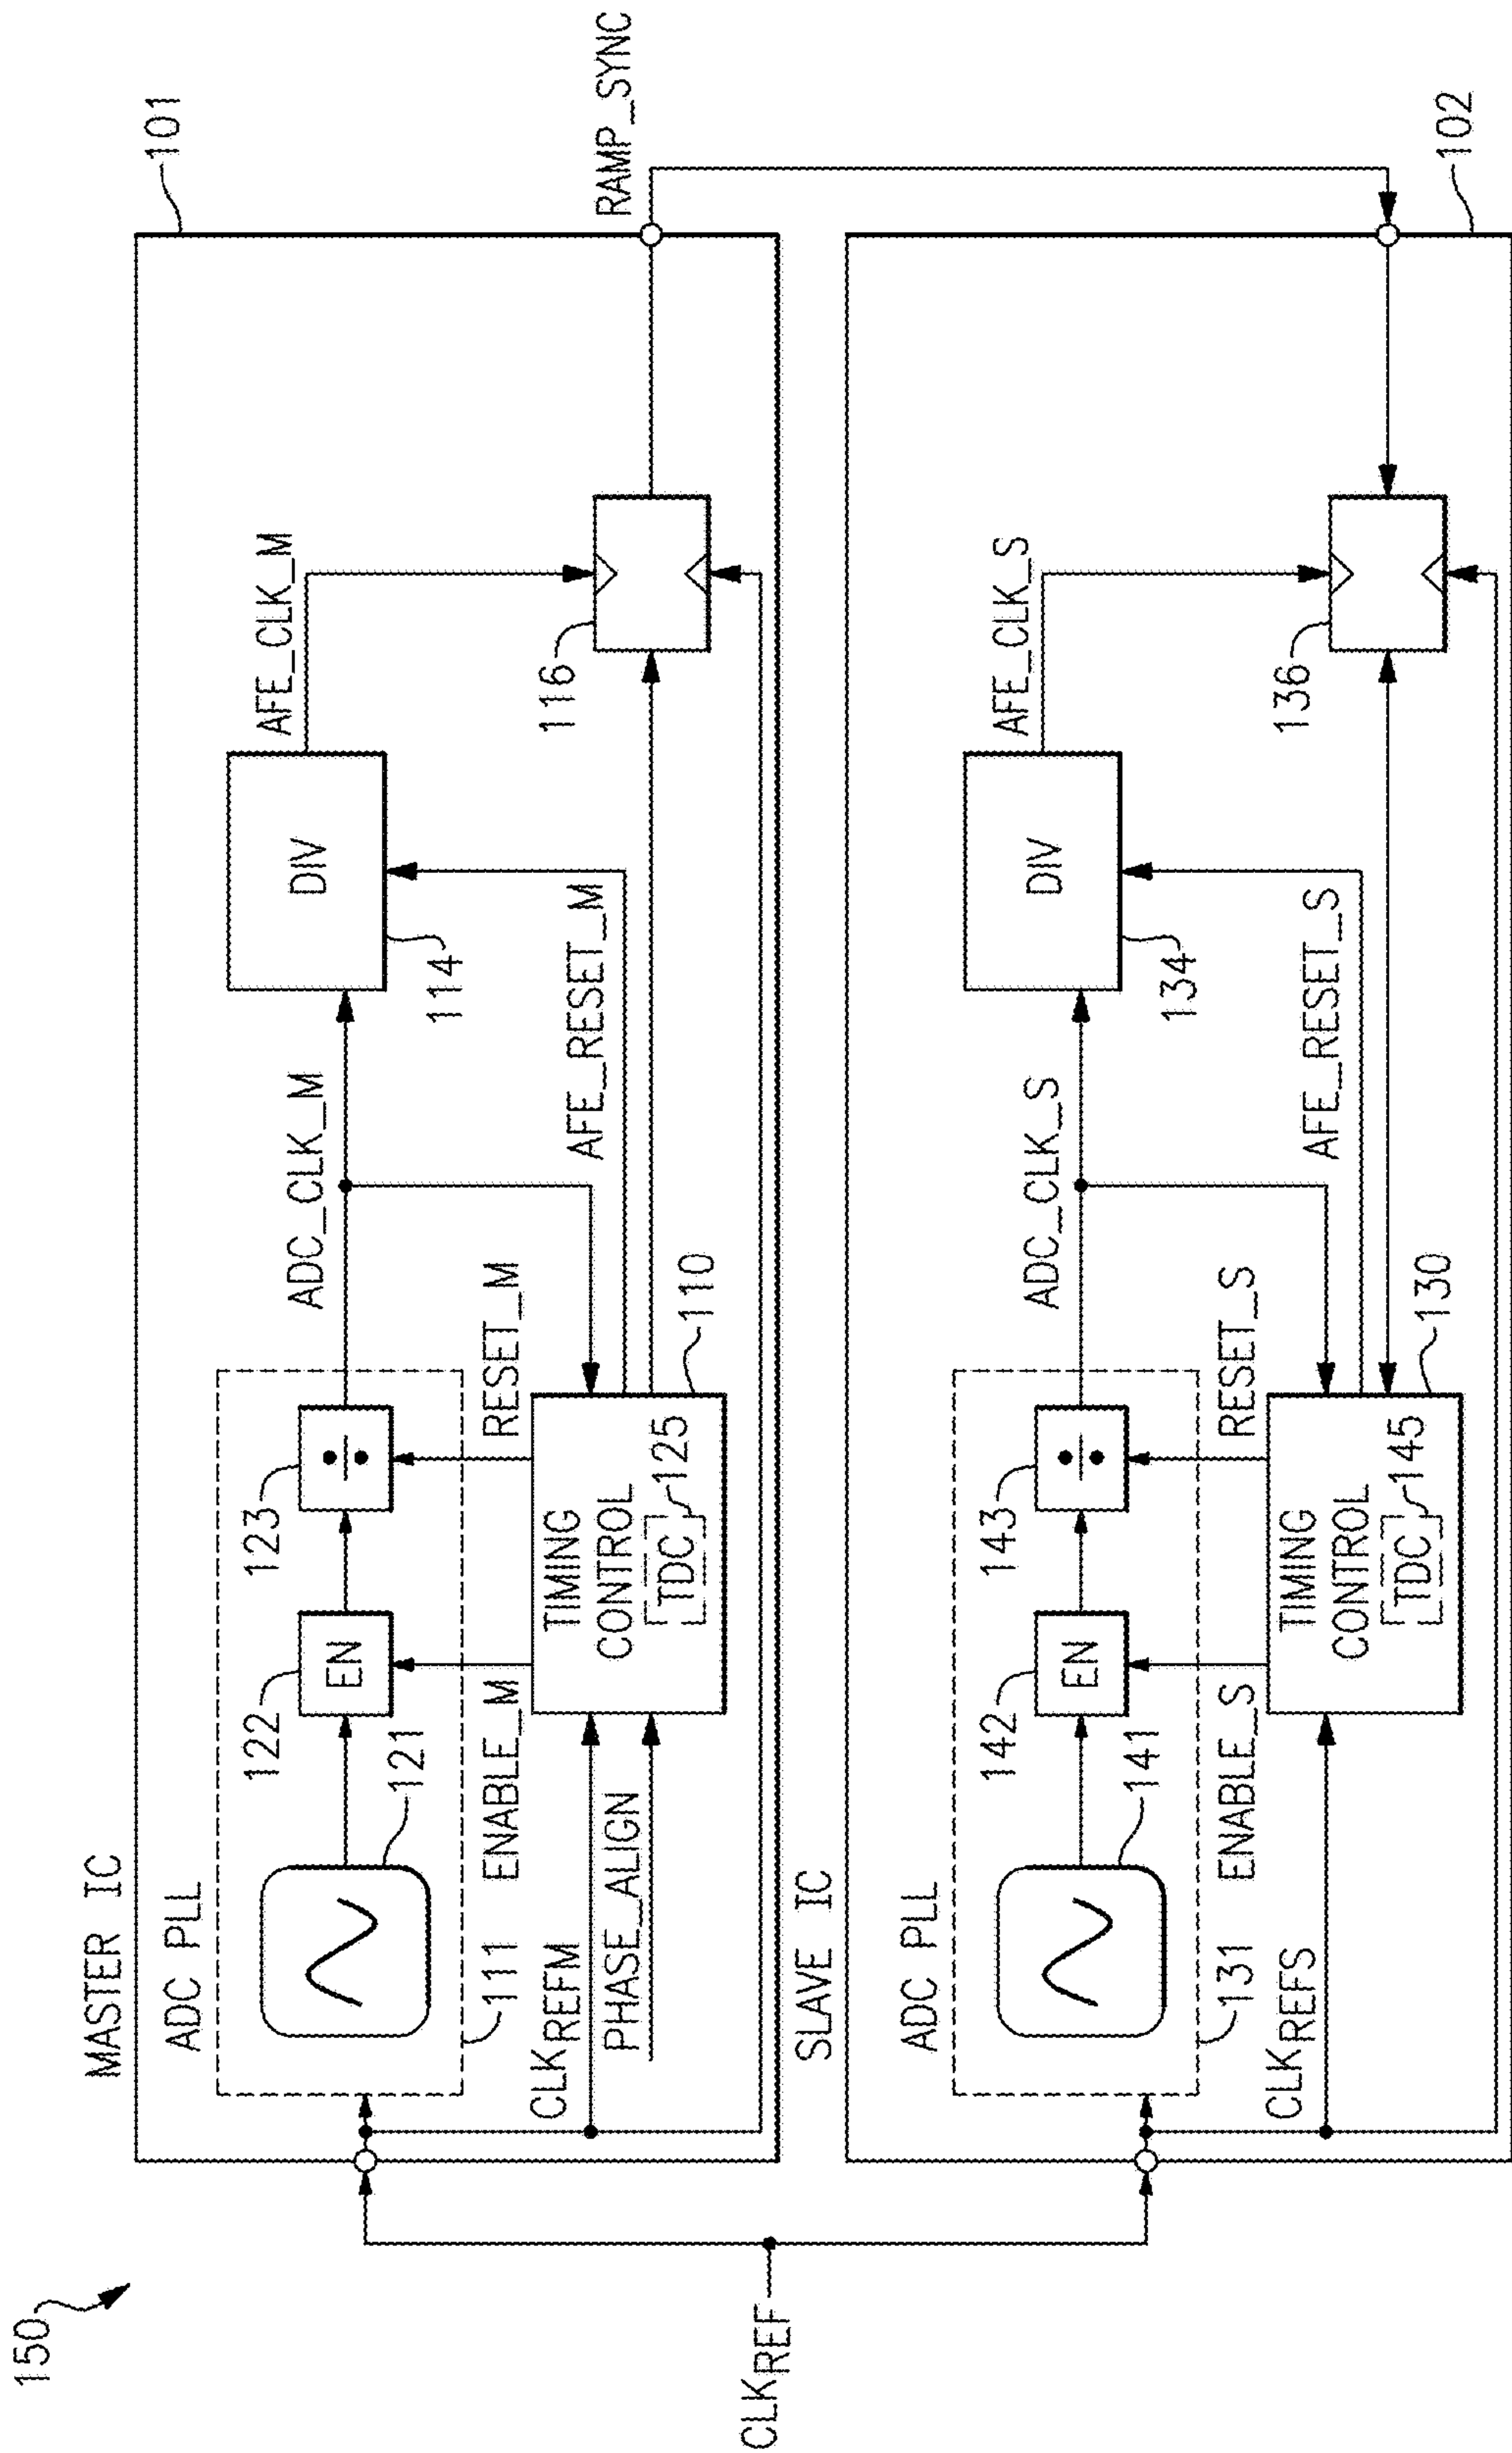 150
CLKREF
MASTER IC
101
ADC PLL
111
121
122
EN
123
÷
ENABLE_M
RESET_M
CLKREFM
PHASE_ALIGN
TIMING
CONTROL
TDC
125
110
ADC_CLK_M
AFE_RESET_M
DIV
114
AFE_CLK_M
116
RAMP_SYNC
SLAVE IC
102
ADC PLL
131
141
142
EN
143
÷
ENABLE_S
RESET_S
CLKREFS
TIMING
CONTROL
TDC
145
130
ADC_CLK_S
AFE_RESET_S
DIV
134
AFE_CLK_S
136